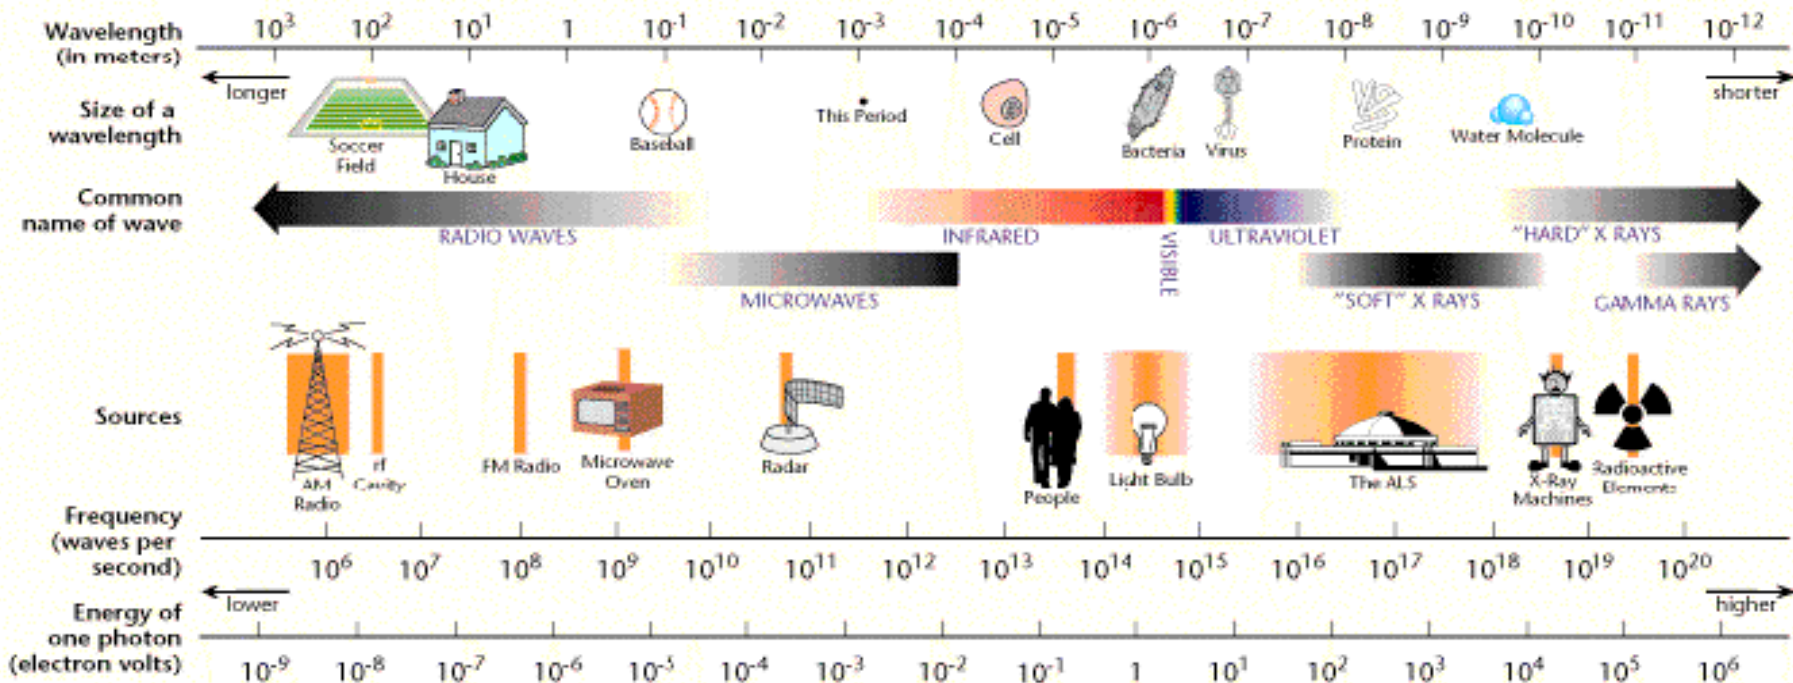 Wavelength
(in meters)
10³ 10² 10¹ 1 10⁻¹ 10⁻² 10⁻³ 10⁻⁴ 10⁻⁵ 10⁻⁶ 10⁻⁷ 10⁻⁸ 10⁻⁹ 10⁻¹⁰ 10⁻¹¹ 10⁻¹²
longer
shorter
Size of a
wavelength
Soccer
Field
House
Baseball
This Period
Cell
Bacteria
Virus
Protein
Water Molecule
Common
name of wave
RADIO WAVES
INFRARED
VISIBLE
ULTRAVIOLET
"HARD" X RAYS
MICROWAVES
"SOFT" X RAYS
GAMMA RAYS
Sources
AM
Radio
rf
Cavity
FM Radio
Microwave
Oven
Radar
People
Light Bulb
The ALS
X-Ray
Machines
Radioactive
Elements
Frequency
(waves per
second)
10⁶ 10⁷ 10⁸ 10⁹ 10¹⁰ 10¹¹ 10¹² 10¹³ 10¹⁴ 10¹⁵ 10¹⁶ 10¹⁷ 10¹⁸ 10¹⁹ 10²⁰
lower
higher
Energy of
one photon
(electron volts)
10⁻⁹ 10⁻⁸ 10⁻⁷ 10⁻⁶ 10⁻⁵ 10⁻⁴ 10⁻³ 10⁻² 10⁻¹ 1 10¹ 10² 10³ 10⁴ 10⁵ 10⁶